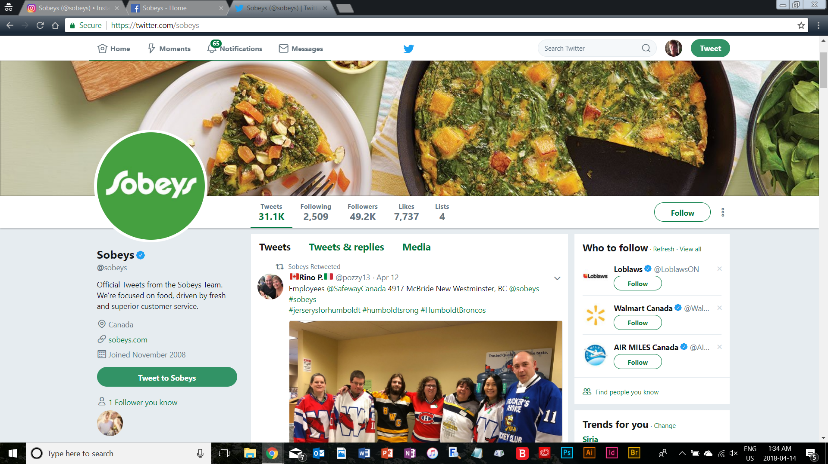 Sobeys (@sobeys) • Ins
Sobeys - Home
Sobeys (@sobeys) | Twi
Secure
https://twitter.com/sobeys
Home
Moments
65
Notifications
Messages
Search Twitter
Tweet
Sobeys
Tweets Following Followers Likes Lists
31.1K 2,509 49.2K 7,737 4
Follow
Sobeys
@sobeys
Official Tweets from the Sobeys Team.
We're focused on food, driven by fresh
and superior customer service.
Canada
sobeys.com
Joined November 2008
Tweet to Sobeys
1 Follower you know
Tweets Tweets & replies Media
Sobeys Retweeted
Rino P. @pozzy13 · Apr 12
Employees @SafewayCanada 4917 McBride New Westminster, BC @sobeys
#sobeys
#jerserysforhumboldt #humboldtsrong #HumboldtBroncos
Who to follow · Refresh · View all
Loblaws @LoblawsON
Follow
Walmart Canada @Wal...
Follow
AIR MILES Canada @Ai...
Follow
Find people you know
Trends for you · Change
Siria
Type here to search
ENG
US
1:34 AM
2018-04-14